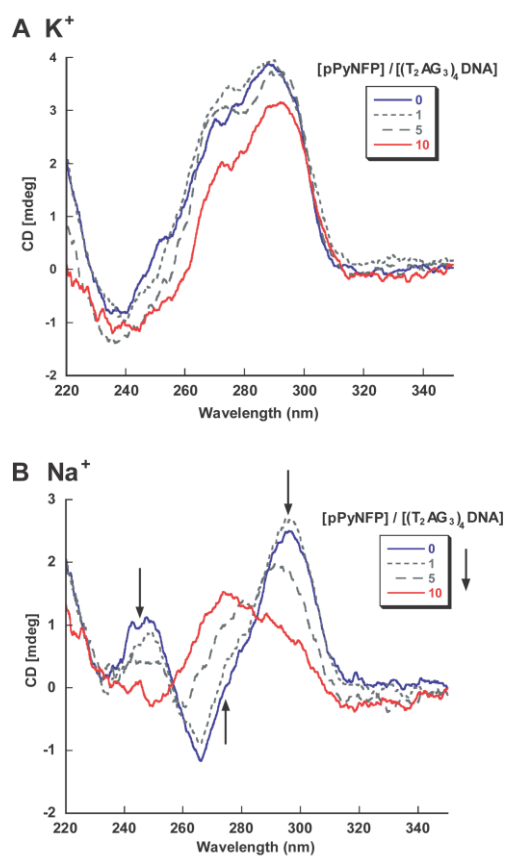 A K+
[pPyNFP] / [(T2AG3)4 DNA]
0
1
5
10
4
3
2
1
0
-1
-2
CD [mdeg]
220 240 260 280 300 320 340
Wavelength (nm)
B Na+
[pPyNFP] / [(T2AG3)4 DNA]
0
1
5
10
3
2
1
0
-1
-2
CD [mdeg]
220 240 260 280 300 320 340
Wavelength (nm)